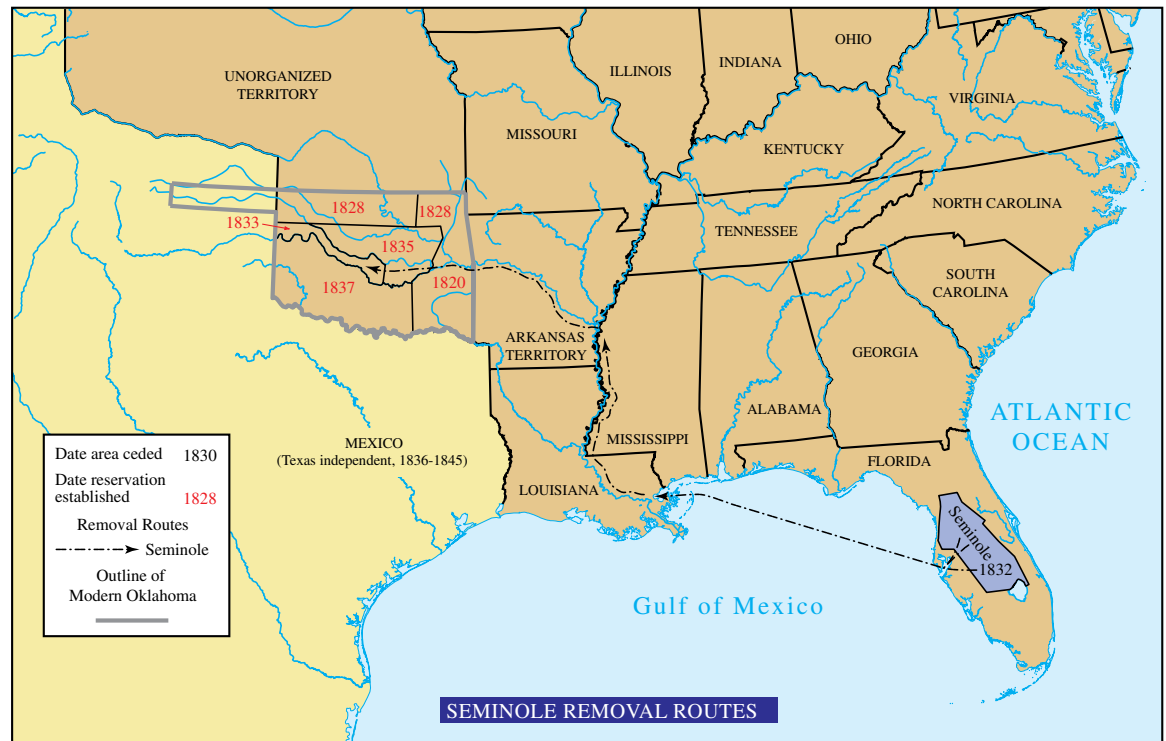 OHIO
INDIANA
ILLINOIS
UNORGANIZED
TERRITORY
VIRGINIA
MISSOURI
KENTUCKY
NORTH CAROLINA
1828
1828
1833
TENNESSEE
1835
SOUTH
CAROLINA
1837
1820
ARKANSAS
TERRITORY
GEORGIA
ATLANTIC
OCEAN
ALABAMA
MISSISSIPPI
MEXICO
(Texas independent, 1836-1845)
FLORIDA
LOUISIANA
Seminole
1832
Gulf of Mexico
Date area ceded 1830
Date reservation
established 1828
Removal Routes
Seminole
Outline of
Modern Oklahoma
SEMINOLE REMOVAL ROUTES